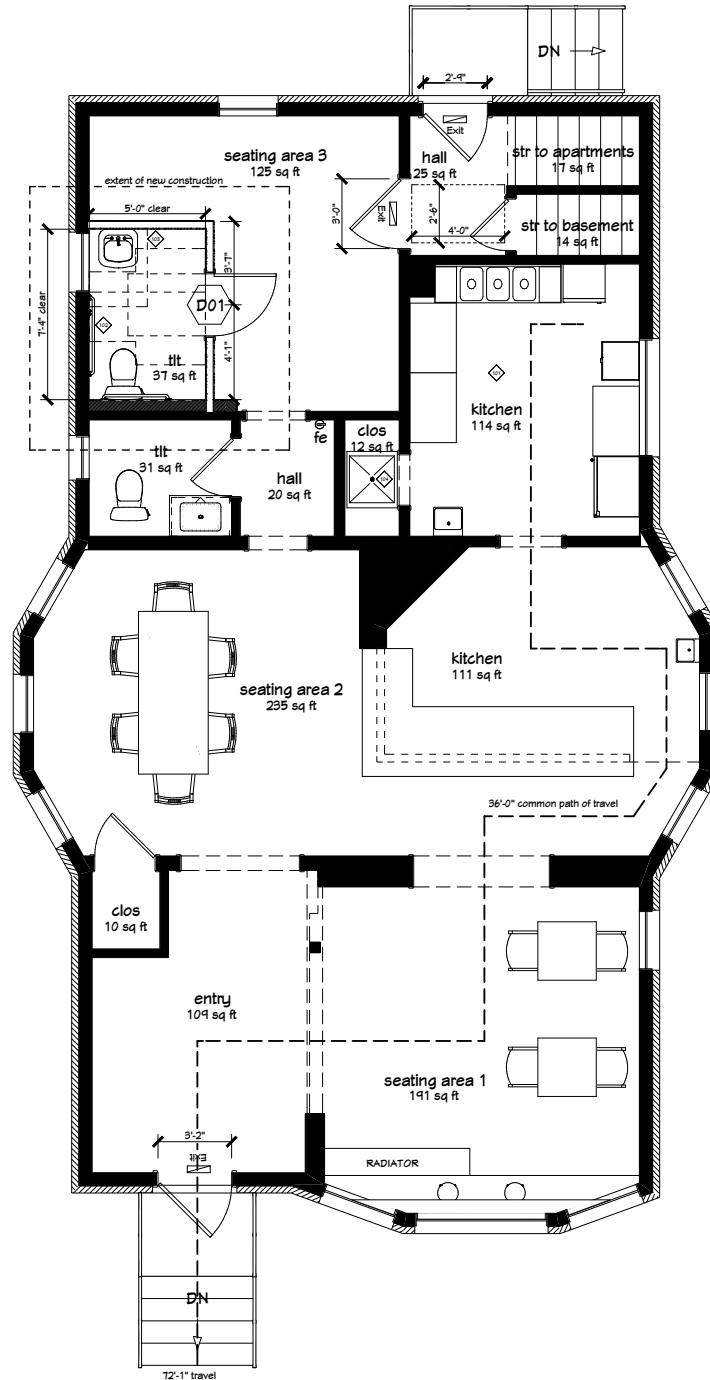 DN
2'-9"
Exit
hall
25 sq ft
str to apartments
17 sq ft
seating area 3
125 sq ft
extent of new construction
3'-0"
Exit
2'-6"
4'-0"
str to basement
14 sq ft
5'-0" clear
103
3'-7"
7'-4" clear
102
D01
4'-1"
tlt
37 sq ft
101
kitchen
114 sq ft
fe
clos
12 sq ft
tlt
31 sq ft
hall
20 sq ft
104
kitchen
111 sq ft
seating area 2
235 sq ft
36'-0" common path of travel
clos
10 sq ft
entry
109 sq ft
seating area 1
191 sq ft
3'-2"
Exit
RADIATOR
DN
72'-1" travel